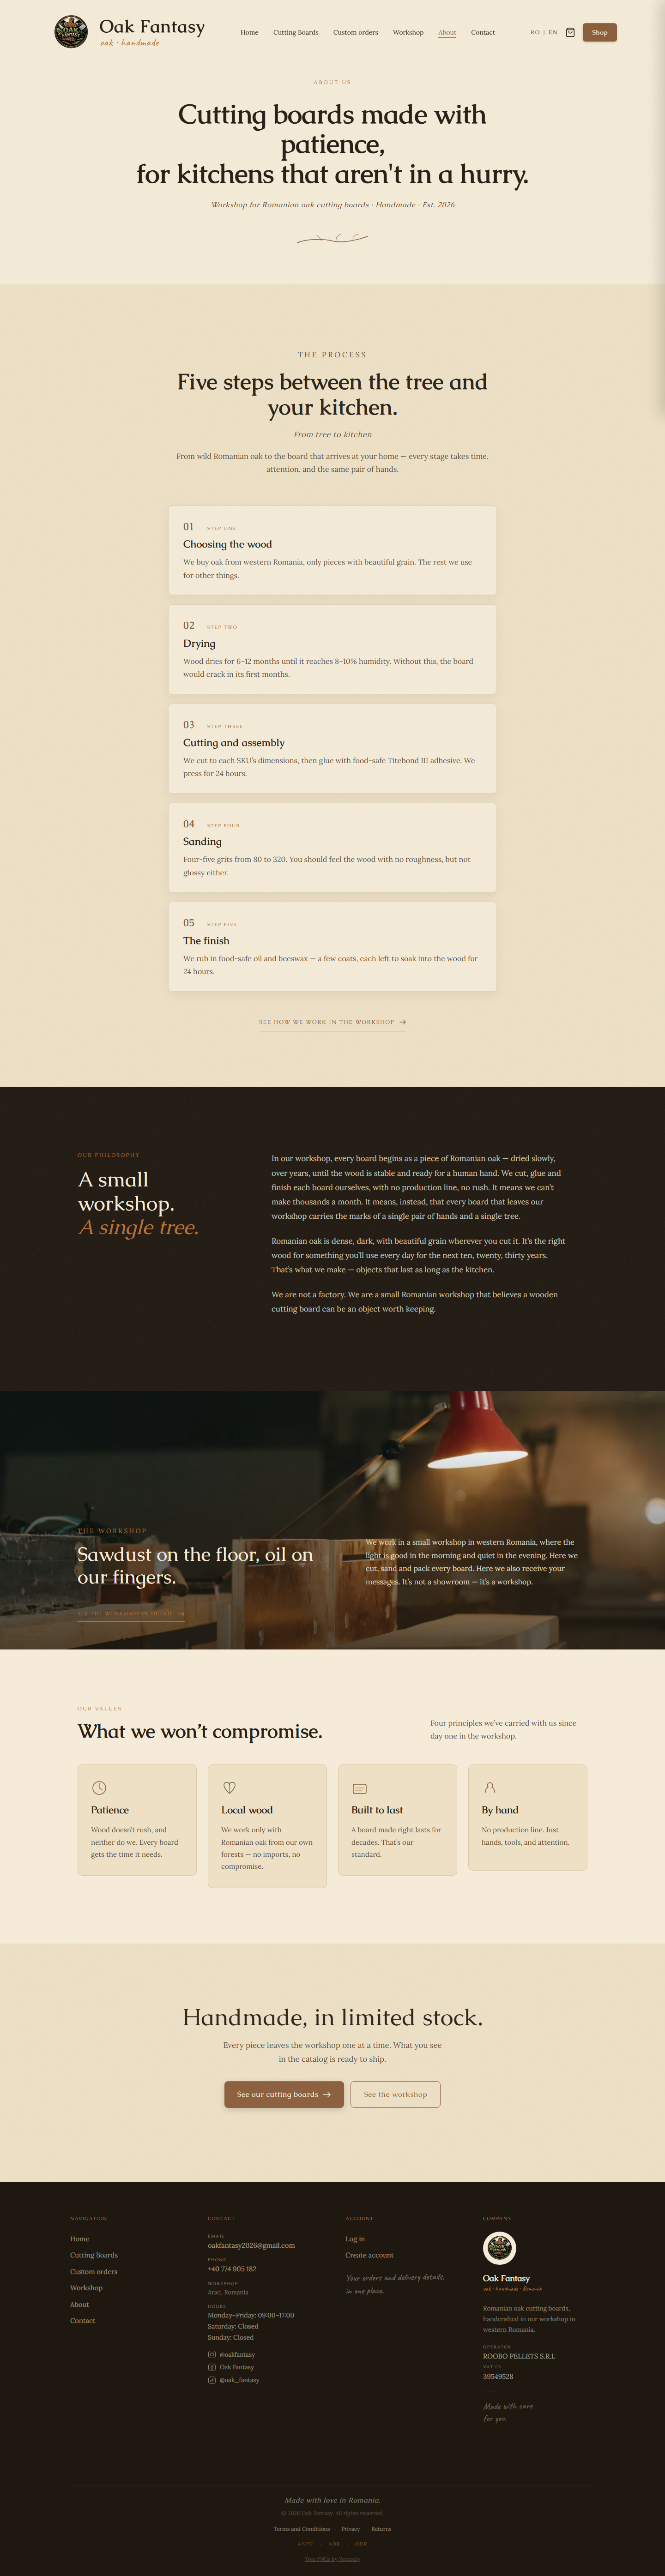 Oak Fantasy
oak · handmade
Home
Cutting Boards
Custom orders
Workshop
About
Contact
RO | EN
Shop
ABOUT US
Cutting boards made with
patience,
for kitchens that aren't in a hurry.
Workshop for Romanian oak cutting boards · Handmade · Est. 2026
THE PROCESS
Five steps between the tree and
your kitchen.
From tree to kitchen
From wild Romanian oak to the board that arrives at your home — every stage takes time,
attention, and the same pair of hands.
01 STEP ONE
Choosing the wood
We buy oak from western Romania, only pieces with beautiful grain. The rest we use
for other things.
02 STEP TWO
Drying
Wood dries for 6–12 months until it reaches 8–10% humidity. Without this, the board
would crack in its first months.
03 STEP THREE
Cutting and assembly
We cut to each SKU's dimensions, then glue with food-safe Titebond III adhesive. We
press for 24 hours.
04 STEP FOUR
Sanding
Four–five grits from 80 to 320. You should feel the wood with no roughness, but not
glossy either.
05 STEP FIVE
The finish
We rub in food-safe oil and beeswax — a few coats, each left to soak into the wood for
24 hours.
SEE HOW WE WORK IN THE WORKSHOP →
OUR PHILOSOPHY
A small
workshop.
A single tree.
In our workshop, every board begins as a piece of Romanian oak — dried slowly,
over years, until the wood is stable and ready for a human hand. We cut, glue and
finish each board ourselves, with no production line, no rush. It means we can't
make thousands a month. It means, instead, that every board that leaves our
workshop carries the marks of a single pair of hands and a single tree.
Romanian oak is dense, dark, with beautiful grain wherever you cut it. It's the right
wood for something you'll use every day for the next ten, twenty, thirty years.
That's what we make — objects that last as long as the kitchen.
We are not a factory. We are a small Romanian workshop that believes a wooden
cutting board can be an object worth keeping.
THE WORKSHOP
Sawdust on the floor, oil on
our fingers.
SEE THE WORKSHOP IN DETAIL →
We work in a small workshop in western Romania, where the
light is good in the morning and quiet in the evening. Here we
cut, sand and pack every board. Here we also receive your
messages. It's not a showroom — it's a workshop.
OUR VALUES
What we won't compromise.
Four principles we've carried with us since
day one in the workshop.
Patience
Wood doesn't rush, and
neither do we. Every board
gets the time it needs.
Local wood
We work only with
Romanian oak from our own
forests — no imports, no
compromise.
Built to last
A board made right lasts for
decades. That's our
standard.
By hand
No production line. Just
hands, tools, and attention.
Handmade, in limited stock.
Every piece leaves the workshop one at a time. What you see
in the catalog is ready to ship.
See our cutting boards →
See the workshop
NAVIGATION
Home
Cutting Boards
Custom orders
Workshop
About
Contact
CONTACT
EMAIL
oakfantasy2026@gmail.com
PHONE
+40 774 905 182
WORKSHOP
Arad, Romania
HOURS
Monday–Friday: 09:00–17:00
Saturday: Closed
Sunday: Closed
@oakfantasy
Oak Fantasy
@oak_fantasy
ACCOUNT
Log in
Create account
Your orders and delivery details,
in one place.
COMPANY
Oak Fantasy
oak · handmade · Romania
Romanian oak cutting boards,
handcrafted in our workshop in
western Romania.
OPERATOR
ROOBO PELLETS S.R.L
VAT ID
39549528
Made with care
for you.
Made with love in Romania.
© 2026 Oak Fantasy. All rights reserved.
Terms and Conditions · Privacy · Returns
ANPC